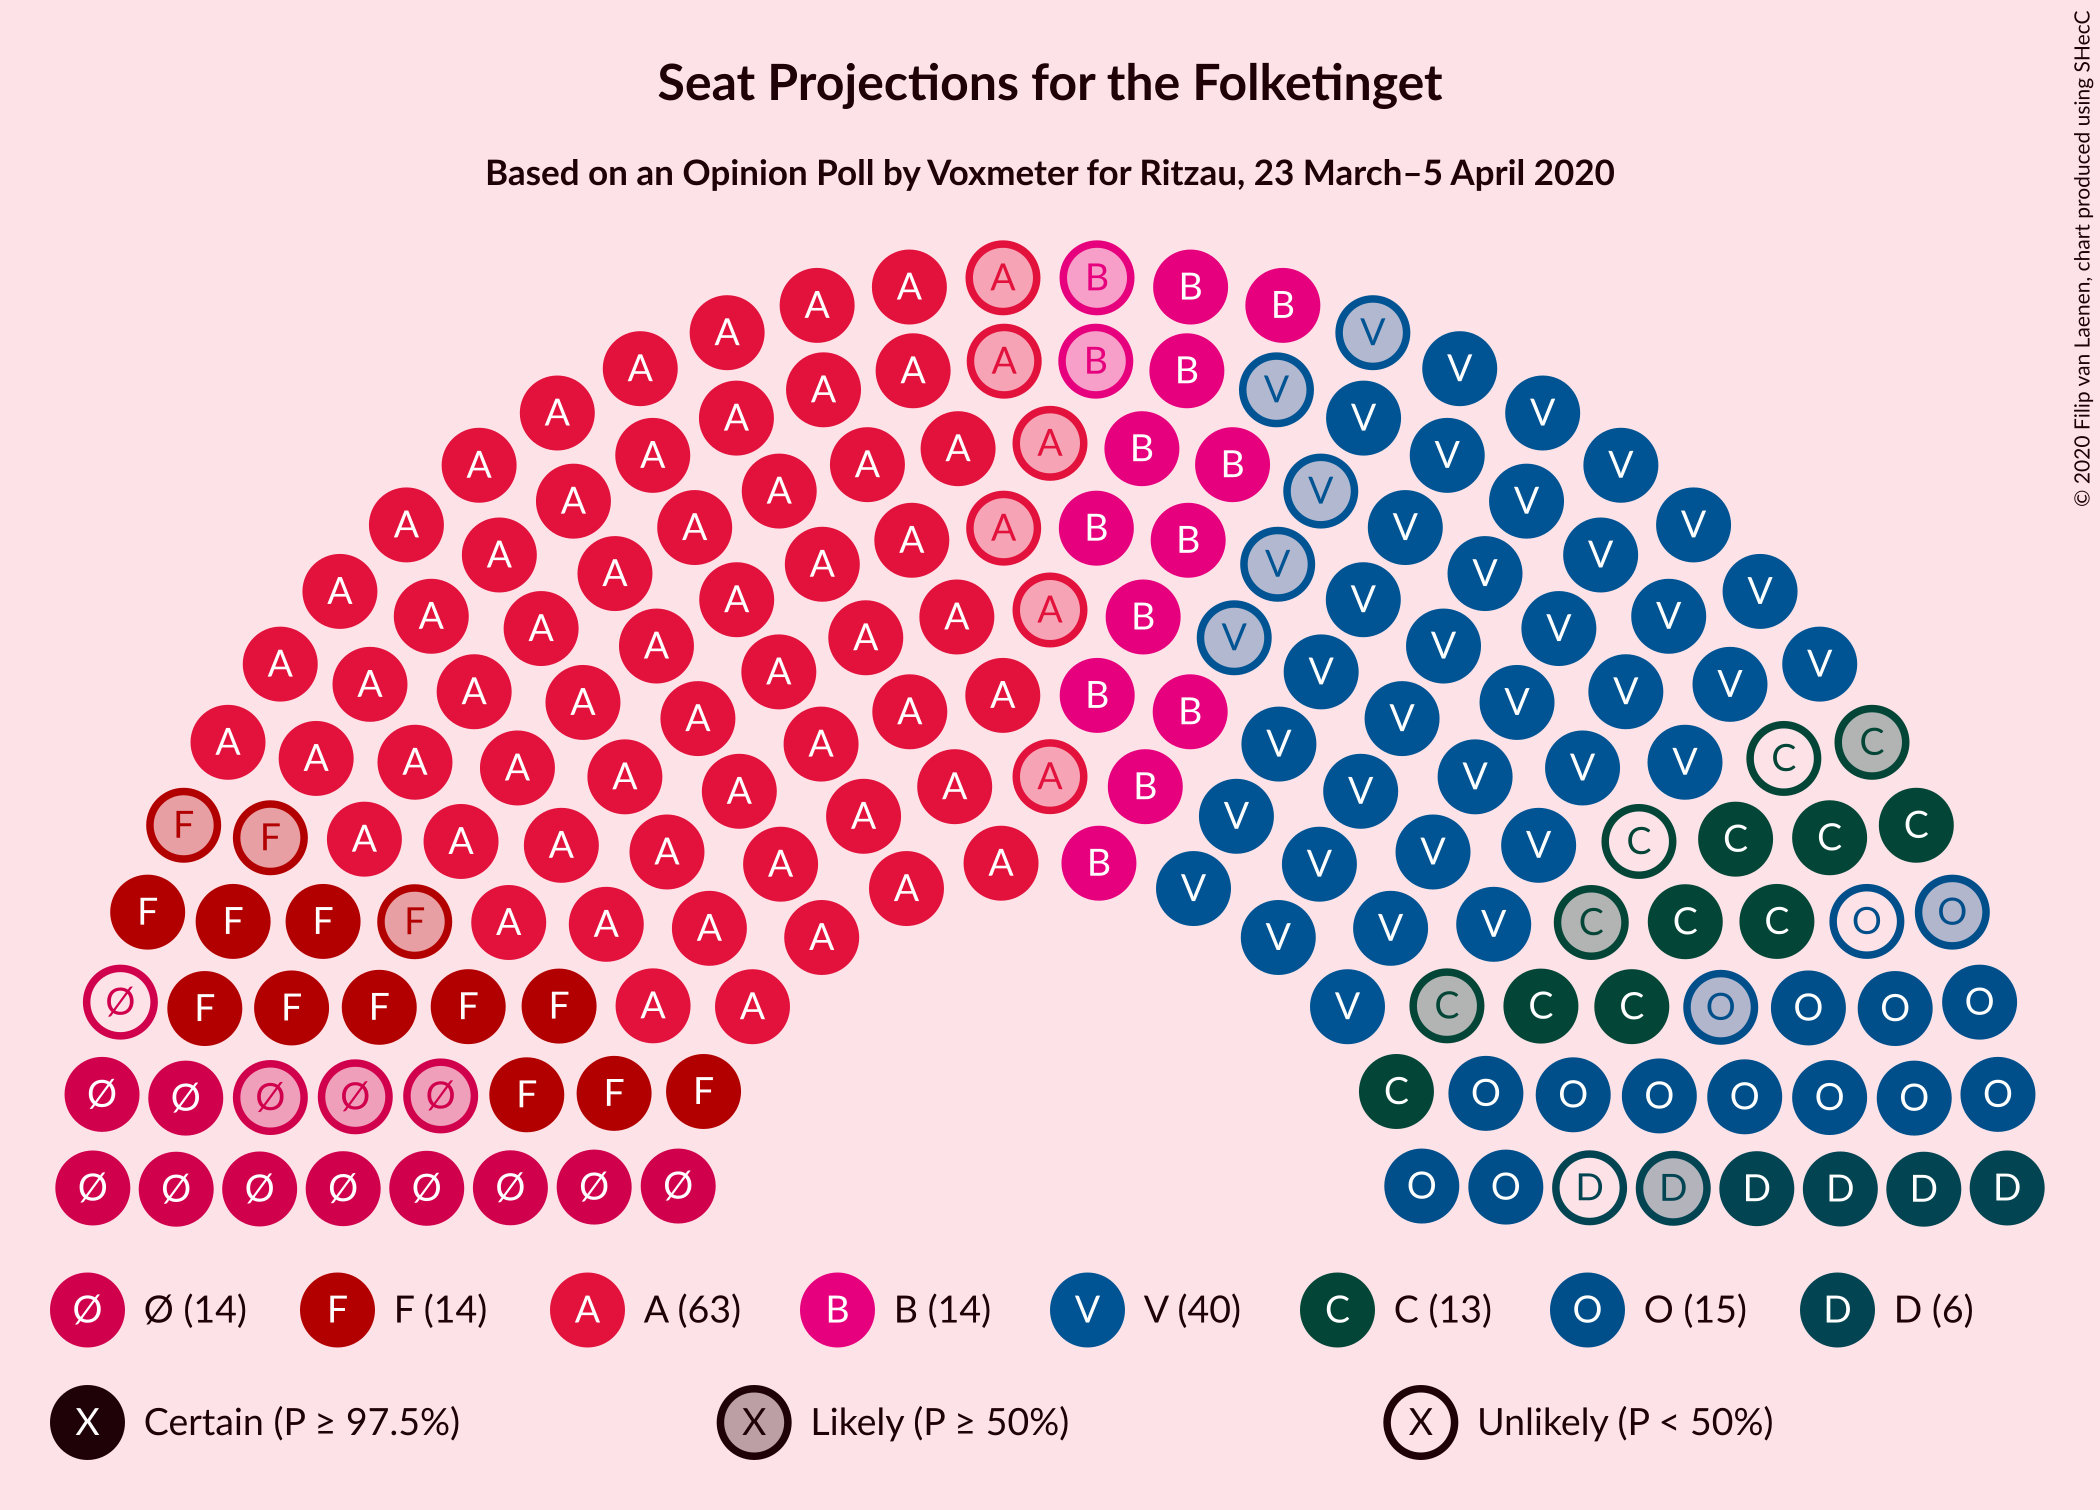 Seat Projections for the Folketinget
Based on an Opinion Poll by Voxmeter for Ritzau, 23 March–5 April 2020
© 2020 Filip van Laenen, chart produced using SHecC
A A A B B B V
A A A A B B V V V
A A A A A A B B V V V V
A A A A A A B B V V V V V
A A A A A A A B V V V V V V
A A A A A A A B B V V V V V V V
A A A A A A A A B V V V V V C C
F F A A A A A A A B V V V V C C C C
F F F F A A A A V V V C C C O O
Ø F F F F F A A V C C C O O O O
Ø Ø Ø Ø Ø F F F C O O O O O O O
Ø Ø Ø Ø Ø Ø Ø Ø O O D D D D D D
Ø Ø (14) F F (14) A A (63) B B (14) V V (40) C C (13) O O (15) D D (6)
X Certain (P ≥ 97.5%) X Likely (P ≥ 50%) X Unlikely (P < 50%)